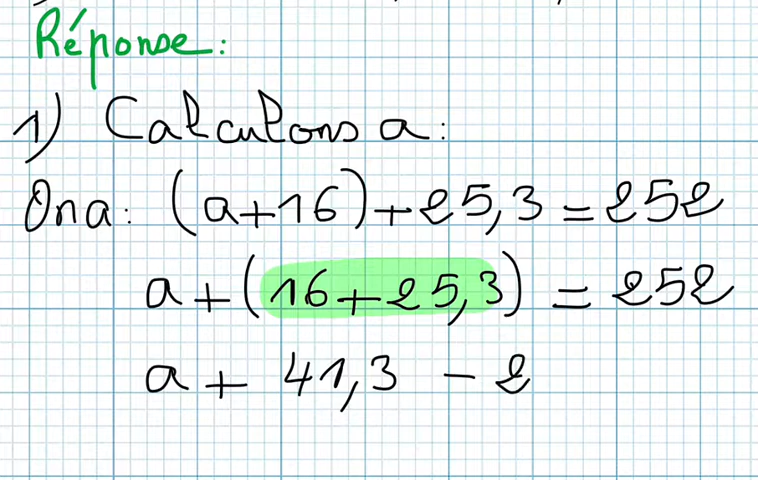 Réponse:
1) Calculons a:
On a: (a+16)+25,3=252
a+(16+25,3)=252
a+ 41,3 - 2